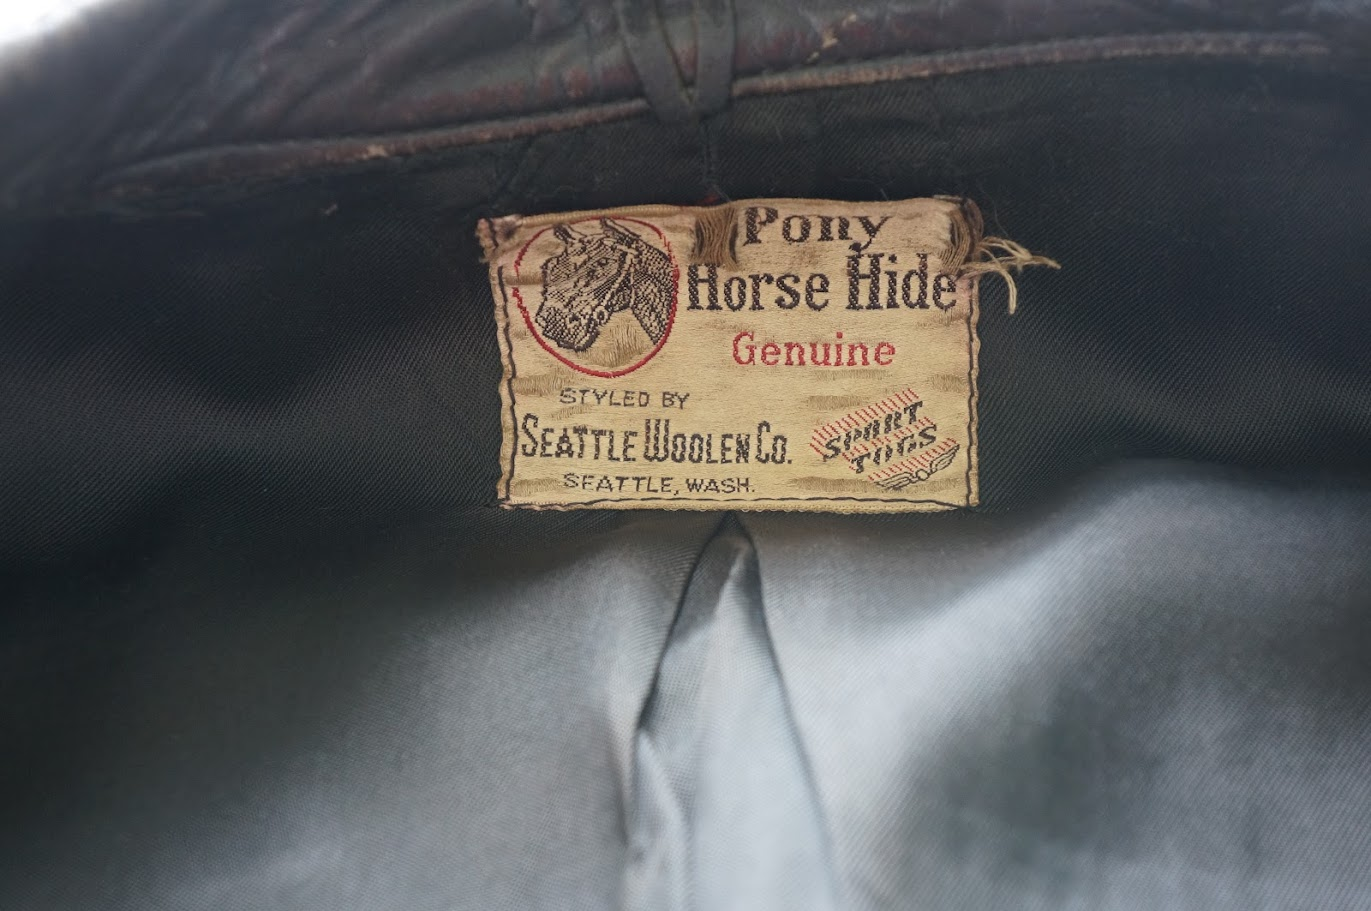 Pony
Horse Hide
Genuine
STYLED BY
SEATTLE WOOLEN CO.
SEATTLE, WASH.
SPORT
TOGS